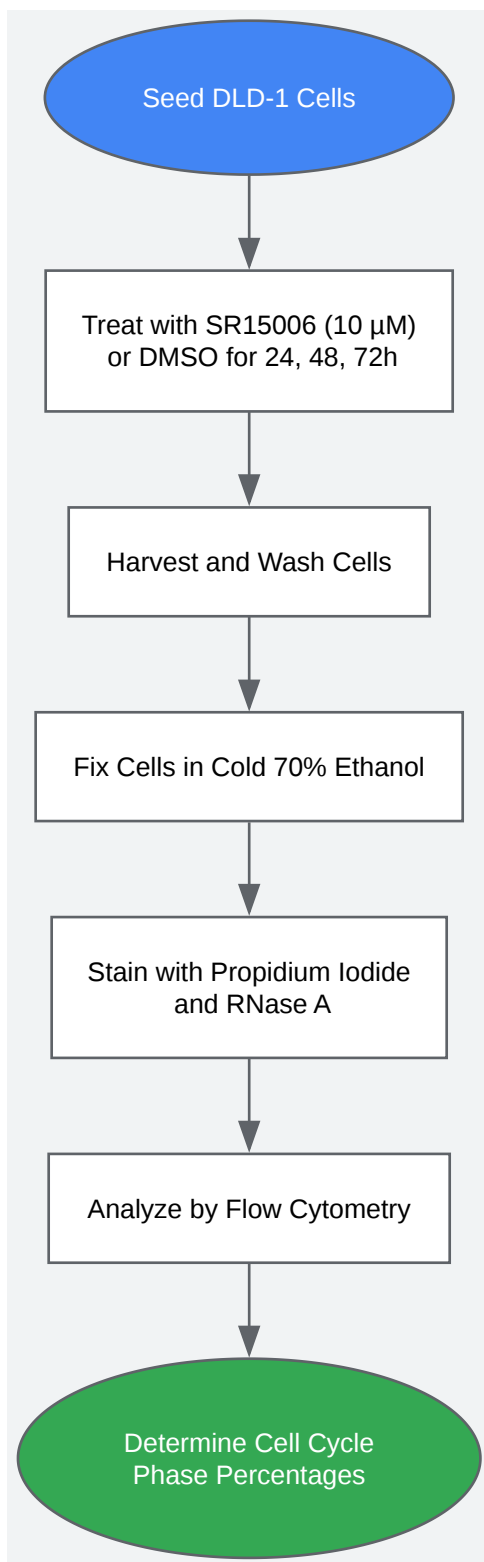 Seed DLD-1 Cells
Treat with SR15006 (10 µM)
or DMSO for 24, 48, 72h
Harvest and Wash Cells
Fix Cells in Cold 70% Ethanol
Stain with Propidium Iodide
and RNase A
Analyze by Flow Cytometry
Determine Cell Cycle
Phase Percentages